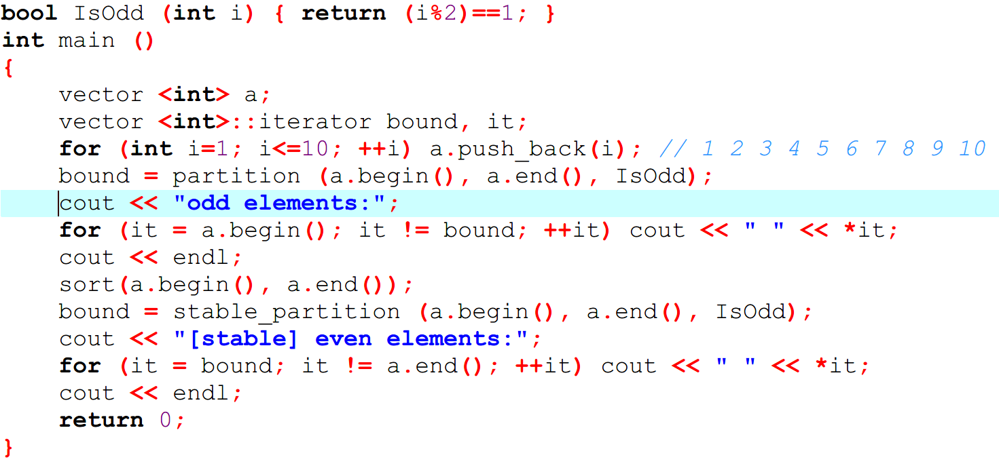 bool IsOdd (int i) { return (i%2)==1; }
int main ()
{
    vector <int> a;
    vector <int>::iterator bound, it;
    for (int i=1; i<=10; ++i) a.push_back(i); // 1 2 3 4 5 6 7 8 9 10
    bound = partition (a.begin(), a.end(), IsOdd);
    cout << "odd elements:";
    for (it = a.begin(); it != bound; ++it) cout << " " << *it;
    cout << endl;
    sort(a.begin(), a.end());
    bound = stable_partition (a.begin(), a.end(), IsOdd);
    cout << "[stable] even elements:";
    for (it = bound; it != a.end(); ++it) cout << " " << *it;
    cout << endl;
    return 0;
}